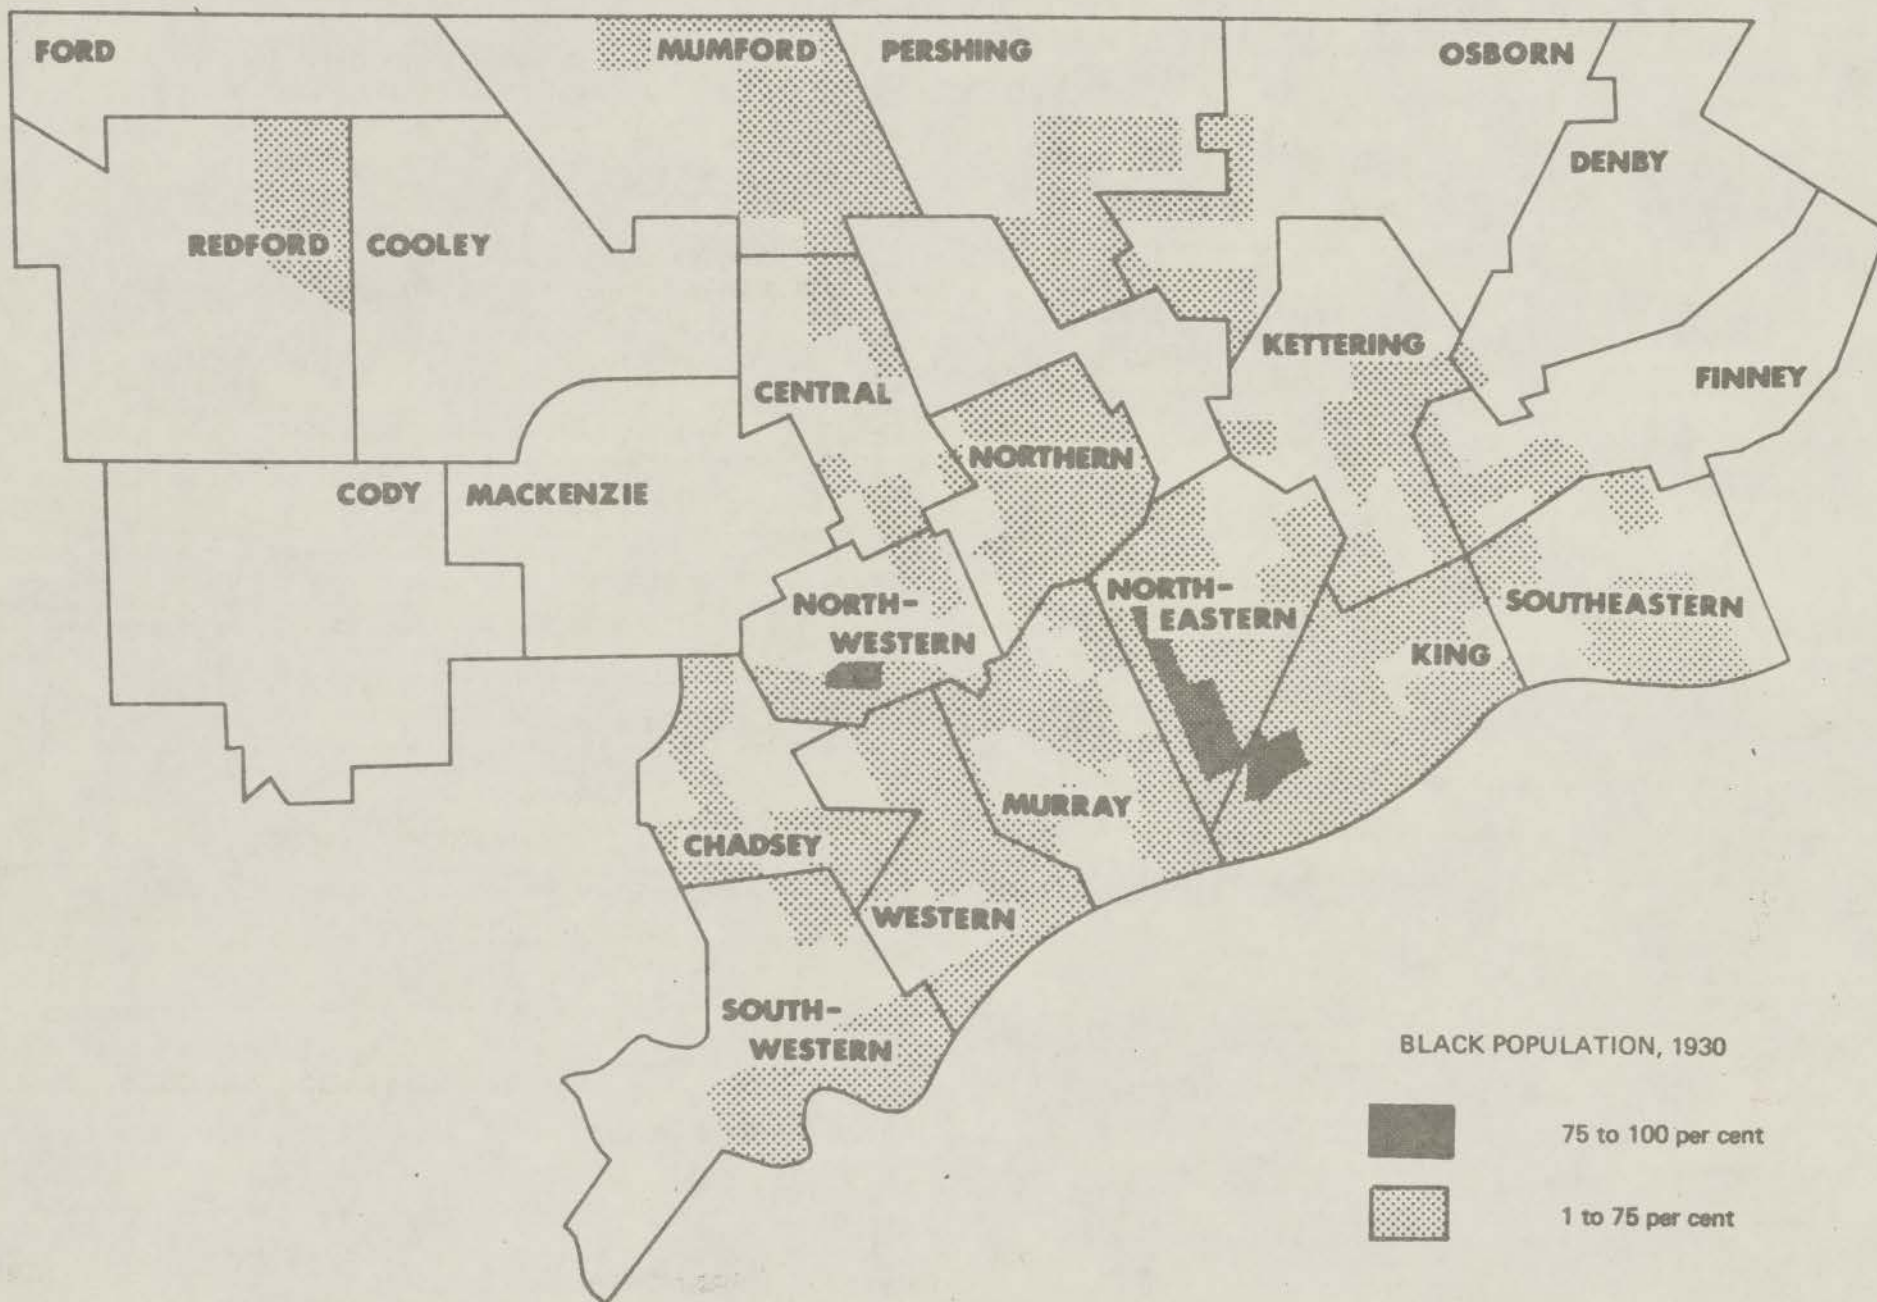 FORD
MUMFORD
PERSHING
OSBORN
DENBY
REDFORD
COOLEY
KETTERING
FINNEY
CENTRAL
NORTHERN
CODY
MACKENZIE
NORTH-
WESTERN
NORTH-
EASTERN
SOUTHEASTERN
KING
MURRAY
CHADSEY
WESTERN
SOUTH-
WESTERN
BLACK POPULATION, 1930
75 to 100 per cent
1 to 75 per cent